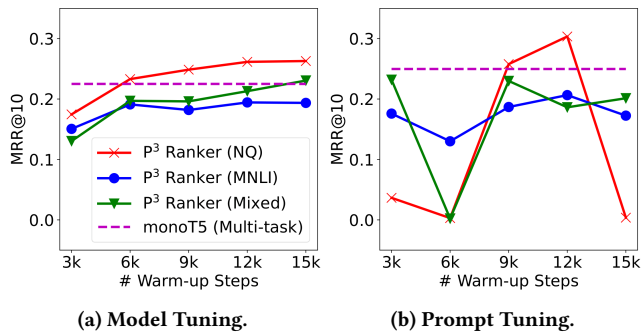 0.3
0.2
0.1
0.0
MRR@10
P³ Ranker (NQ)
P³ Ranker (MNLI)
P³ Ranker (Mixed)
monoT5 (Multi-task)
3k 6k 9k 12k 15k
# Warm-up Steps
(a) Model Tuning.
0.3
0.2
0.1
0.0
MRR@10
3k 6k 9k 12k 15k
# Warm-up Steps
(b) Prompt Tuning.